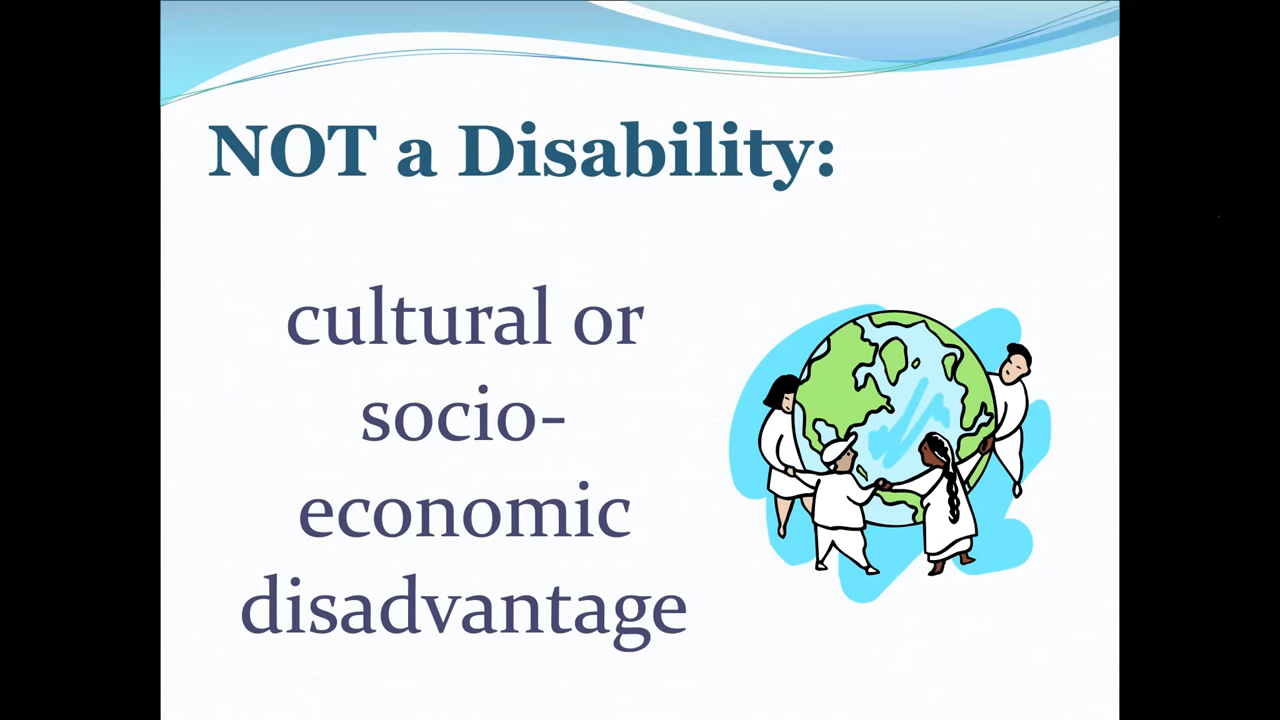 NOT a Disability:
cultural or
socio-
economic
disadvantage